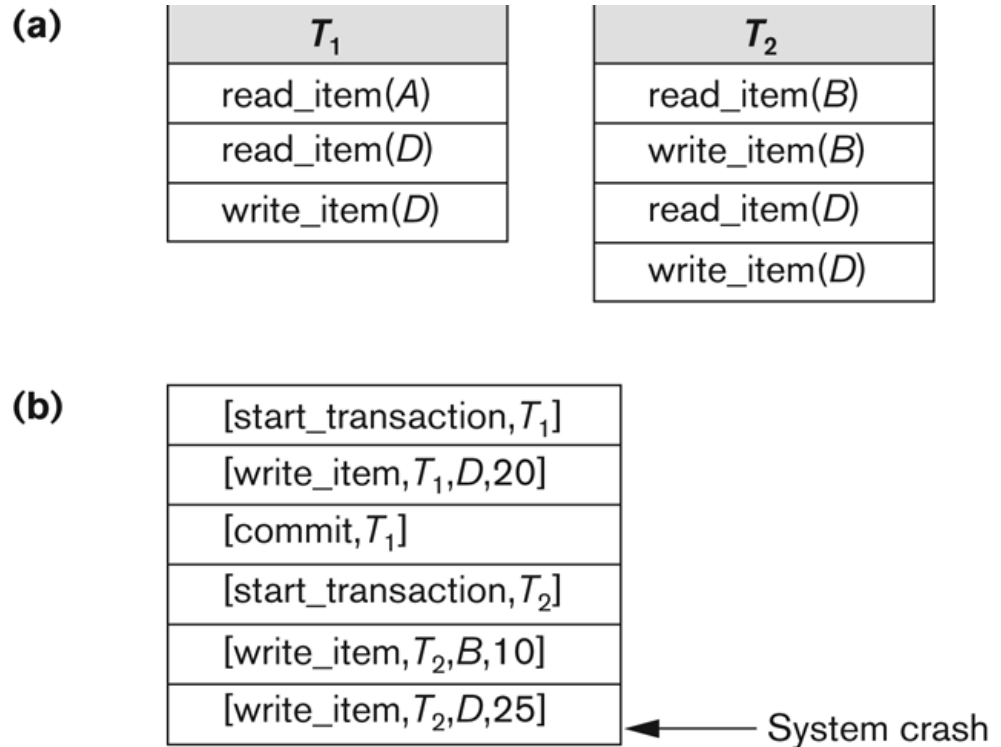 (a)
T1 T2
read_item(A) read_item(B)
read_item(D) write_item(B)
write_item(D) read_item(D)
write_item(D)
(b)
[start_transaction,T1]
[write_item,T1,D,20]
[commit,T1]
[start_transaction,T2]
[write_item,T2,B,10]
[write_item,T2,D,25]
System crash